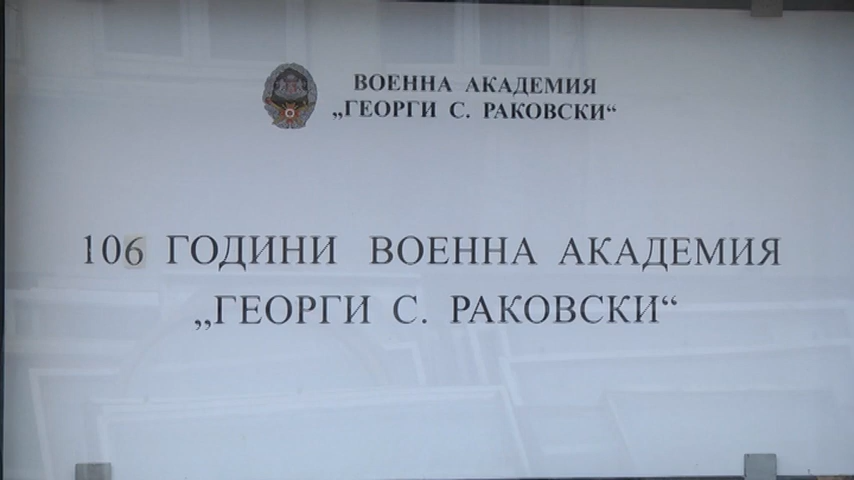 ВОЕННА АКАДЕМИЯ
„ГЕОРГИ С. РАКОВСКИ“
106 ГОДИНИ ВОЕННА АКАДЕМИЯ
„ГЕОРГИ С. РАКОВСКИ“